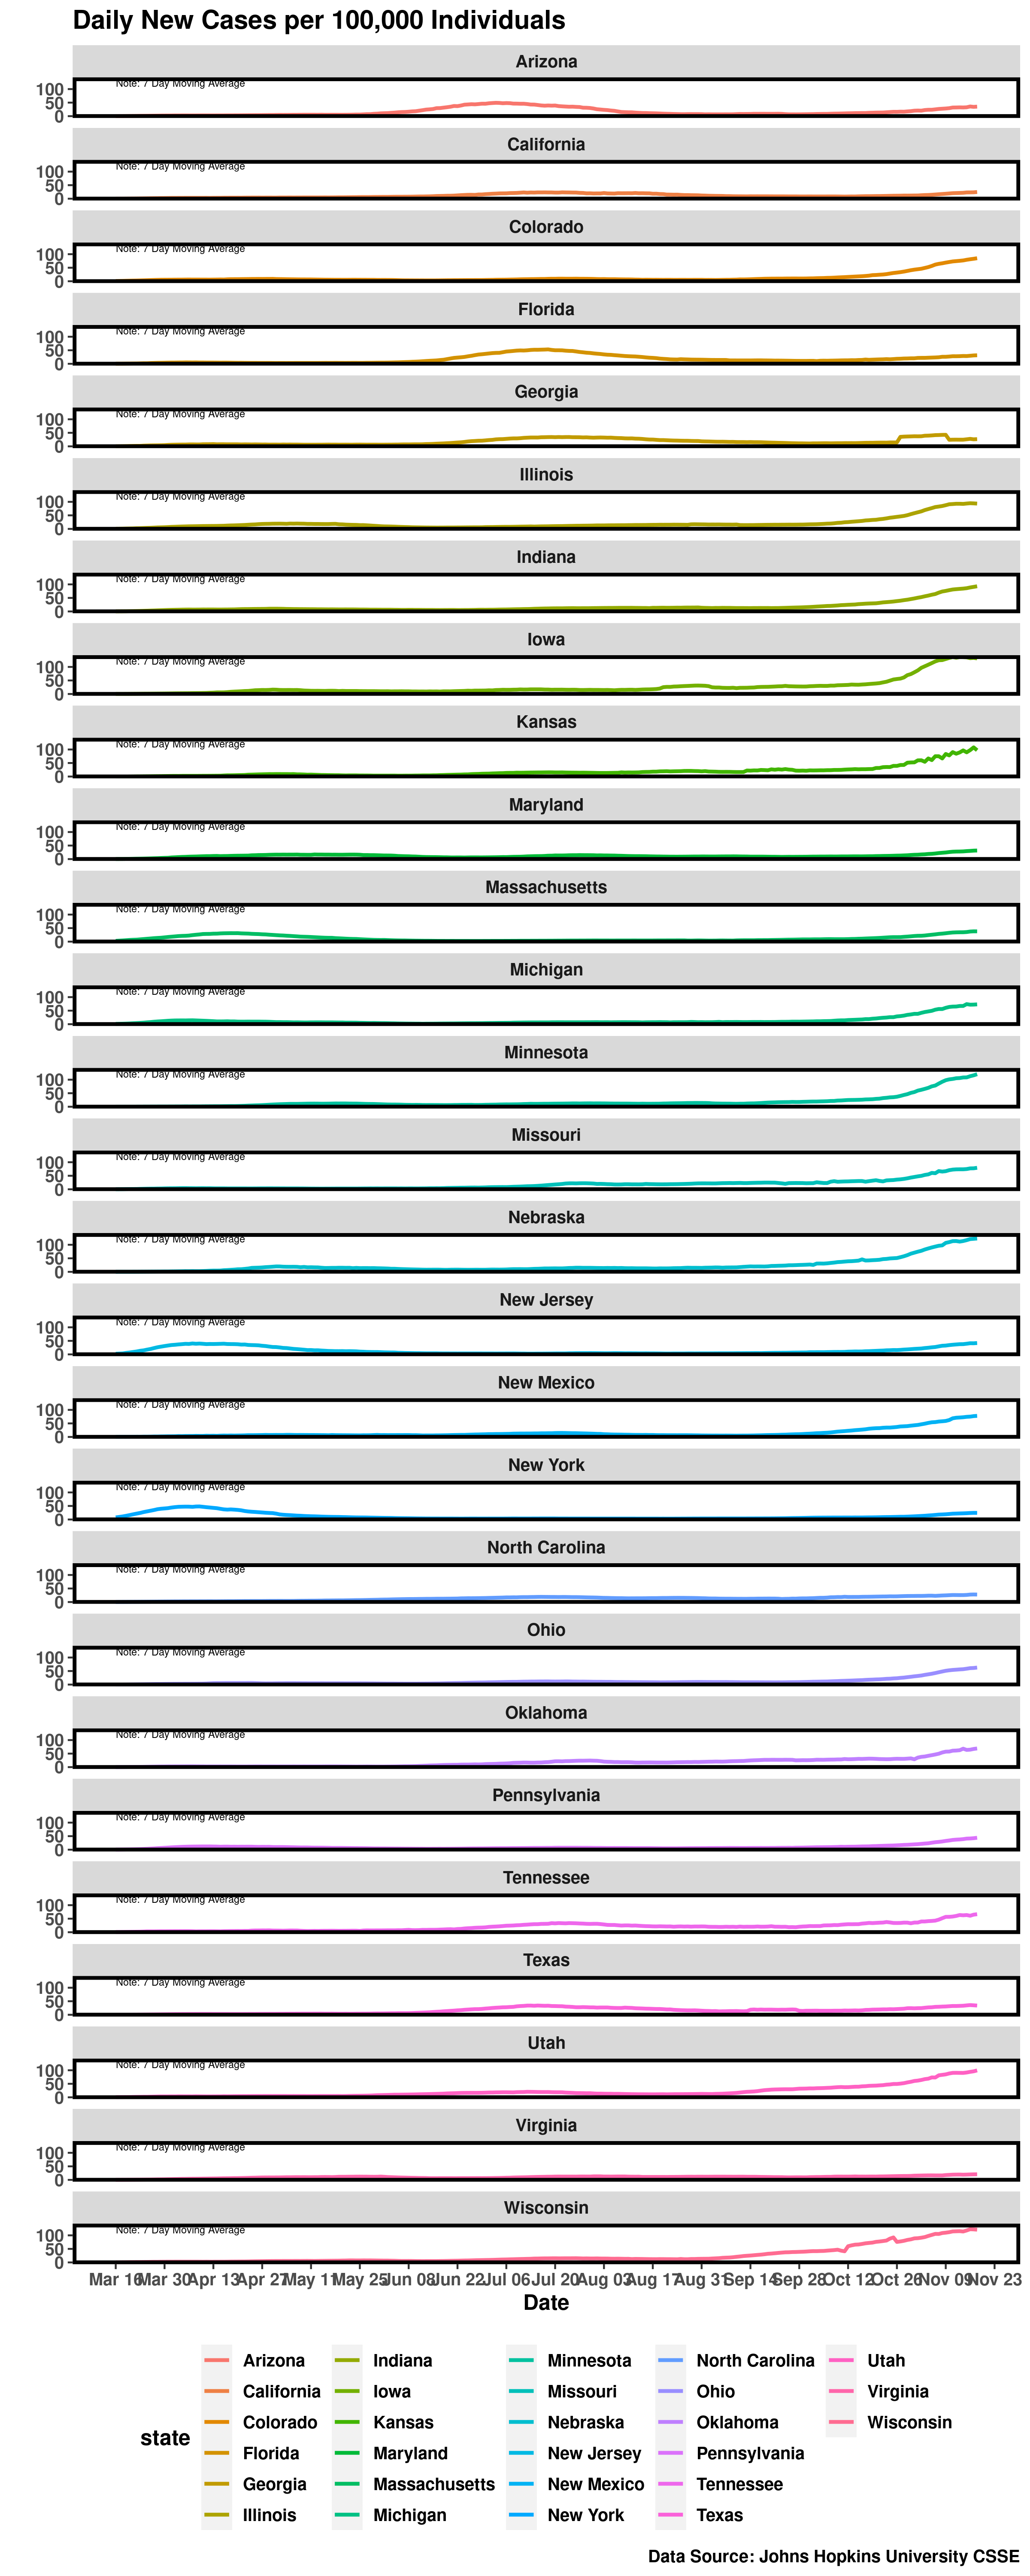 Daily New Cases per 100,000 Individuals
Arizona
100
50
0
Note: 7 Day Moving Average
California
100
50
0
Note: 7 Day Moving Average
Colorado
100
50
0
Note: 7 Day Moving Average
Florida
100
50
0
Note: 7 Day Moving Average
Georgia
100
50
0
Note: 7 Day Moving Average
Illinois
100
50
0
Note: 7 Day Moving Average
Indiana
100
50
0
Note: 7 Day Moving Average
Iowa
100
50
0
Note: 7 Day Moving Average
Kansas
100
50
0
Note: 7 Day Moving Average
Maryland
100
50
0
Note: 7 Day Moving Average
Massachusetts
100
50
0
Note: 7 Day Moving Average
Michigan
100
50
0
Note: 7 Day Moving Average
Minnesota
100
50
0
Note: 7 Day Moving Average
Missouri
100
50
0
Note: 7 Day Moving Average
Nebraska
100
50
0
Note: 7 Day Moving Average
New Jersey
100
50
0
Note: 7 Day Moving Average
New Mexico
100
50
0
Note: 7 Day Moving Average
New York
100
50
0
Note: 7 Day Moving Average
North Carolina
100
50
0
Note: 7 Day Moving Average
Ohio
100
50
0
Note: 7 Day Moving Average
Oklahoma
100
50
0
Note: 7 Day Moving Average
Pennsylvania
100
50
0
Note: 7 Day Moving Average
Tennessee
100
50
0
Note: 7 Day Moving Average
Texas
100
50
0
Note: 7 Day Moving Average
Utah
100
50
0
Note: 7 Day Moving Average
Virginia
100
50
0
Note: 7 Day Moving Average
Wisconsin
100
50
0
Note: 7 Day Moving Average
Mar 16 Mar 30 Apr 13 Apr 27 May 11 May 25 Jun 08 Jun 22 Jul 06 Jul 20 Aug 03 Aug 17 Aug 31 Sep 14 Sep 28 Oct 12 Oct 26 Nov 09 Nov 23
Date
state
Arizona
California
Colorado
Florida
Georgia
Illinois
Indiana
Iowa
Kansas
Maryland
Massachusetts
Michigan
Minnesota
Missouri
Nebraska
New Jersey
New Mexico
New York
North Carolina
Ohio
Oklahoma
Pennsylvania
Tennessee
Texas
Utah
Virginia
Wisconsin
Data Source: Johns Hopkins University CSSE